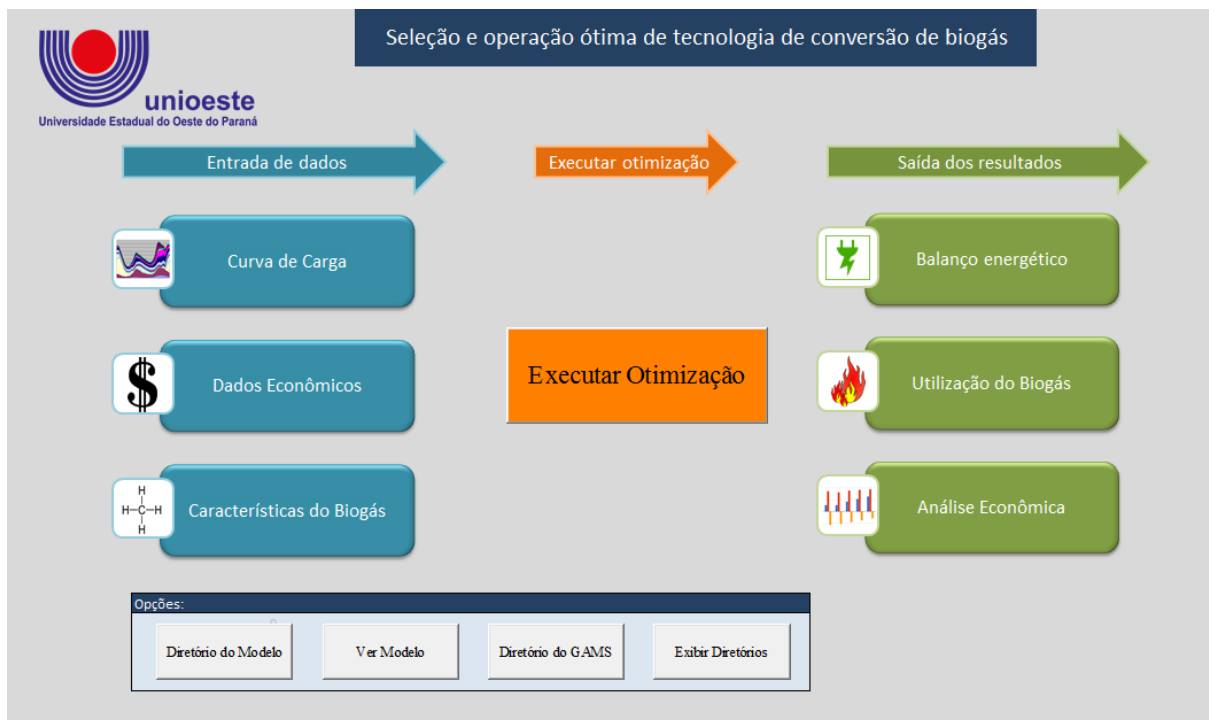 Seleção e operação ótima de tecnologia de conversão de biogás
unioeste
Universidade Estadual do Oeste do Paraná
Entrada de dados
Executar otimização
Saída dos resultados
Curva de Carga
Balanço energético
$
Dados Econômicos
Executar Otimização
Utilização do Biogás
H
H-C-H
H
Características do Biogás
Análise Econômica
Opções:
Diretório do Modelo
Ver Modelo
Diretório do GAMS
Exibir Diretórios